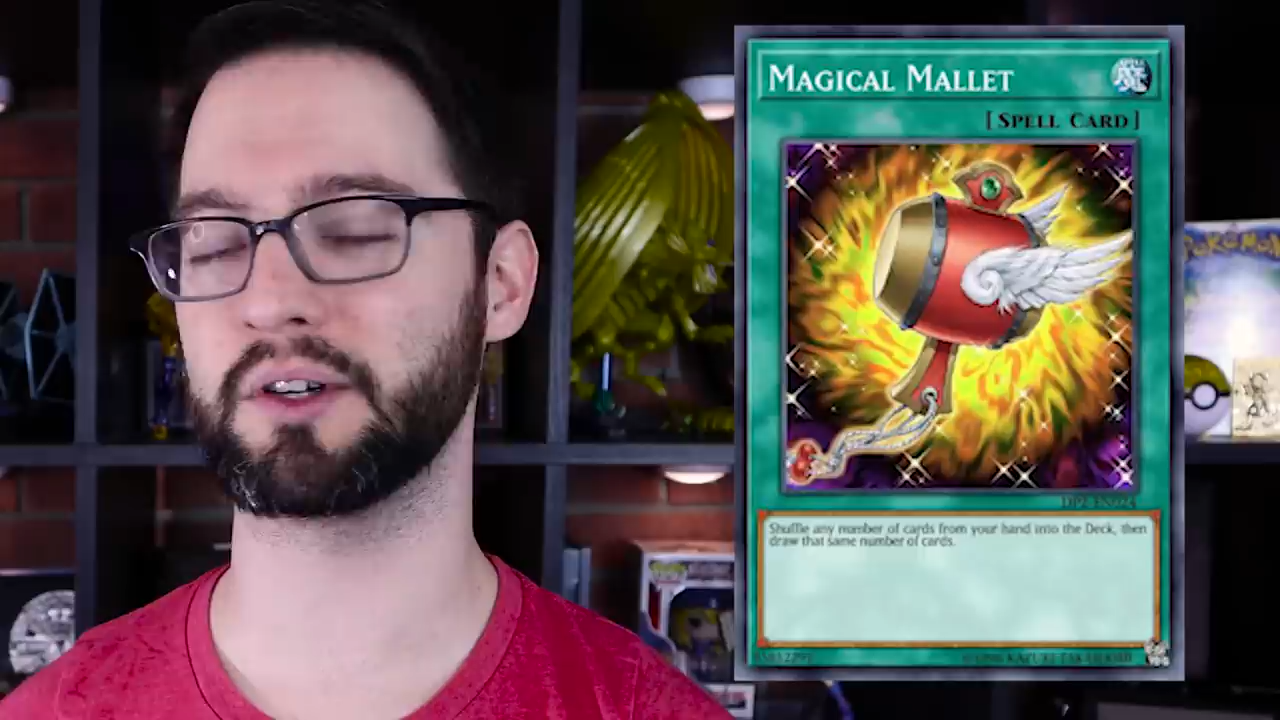 MAGICAL MALLET
[ SPELL CARD ]
Shuffle any number of cards from your hand into the Deck, then
draw that same number of cards.
POKéMON